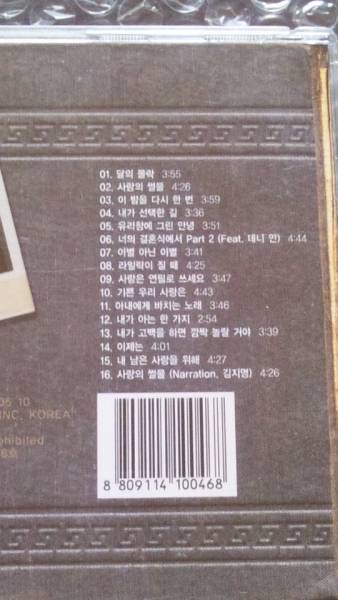 01. 달의 몰락 3:55
02. 사랑의 썰물 4:26
03. 이 밤을 다시 한 번 3:59
04. 내가 선택한 길 3:36
05. 유리창에 그린 안녕 3:51
06. 너의 결혼식에서 Part 2 (Feat. 데니 안) 4:44
07. 이별 아닌 이별 3:41
08. 라일락이 질 때 4:25
09. 사랑은 연필로 쓰세요 3:47
10. 가쁜 우리 사랑은 4:43
11. 아내에게 바치는 노래 3:46
12. 내가 아는 한 가지 2:54
13. 내가 고백을 하면 깜짝 놀랄 거야 3:39
14. 이제는 4:01
15. 내 남은 사랑을 위해 4:27
16. 사랑의 썰물 (Narration. 김지영) 4:26
05 10
INC. KOREA
ohibited
8 809114 100468